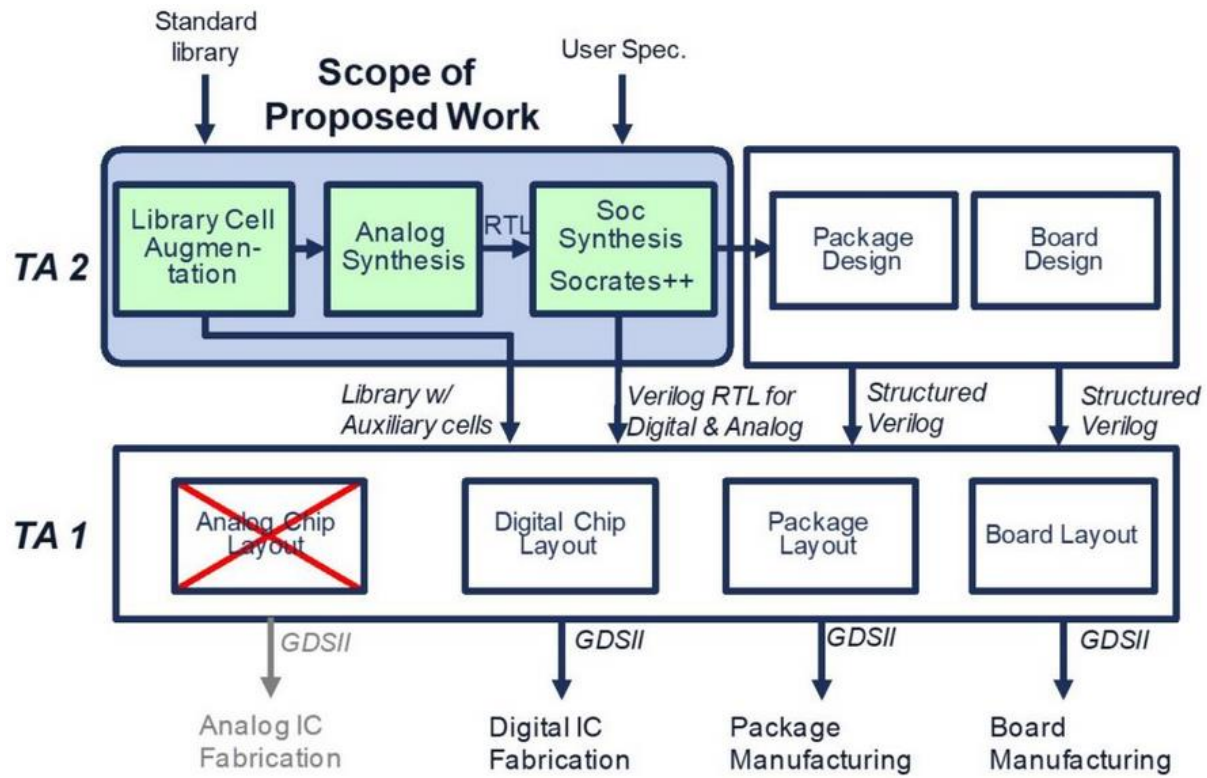 Standard
library
User Spec.
Scope of
Proposed Work
TA 2
Library Cell
Augmen-
tation
Analog
Synthesis
RTL
Soc
Synthesis
Socrates++
Package
Design
Board
Design
Library w/
Auxiliary cells
Verilog RTL for
Digital & Analog
Structured
Verilog
Structured
Verilog
TA 1
Analog Chip
Layout
Digital Chip
Layout
Package
Layout
Board Layout
GDSII
GDSII
GDSII
GDSII
Analog IC
Fabrication
Digital IC
Fabrication
Package
Manufacturing
Board
Manufacturing